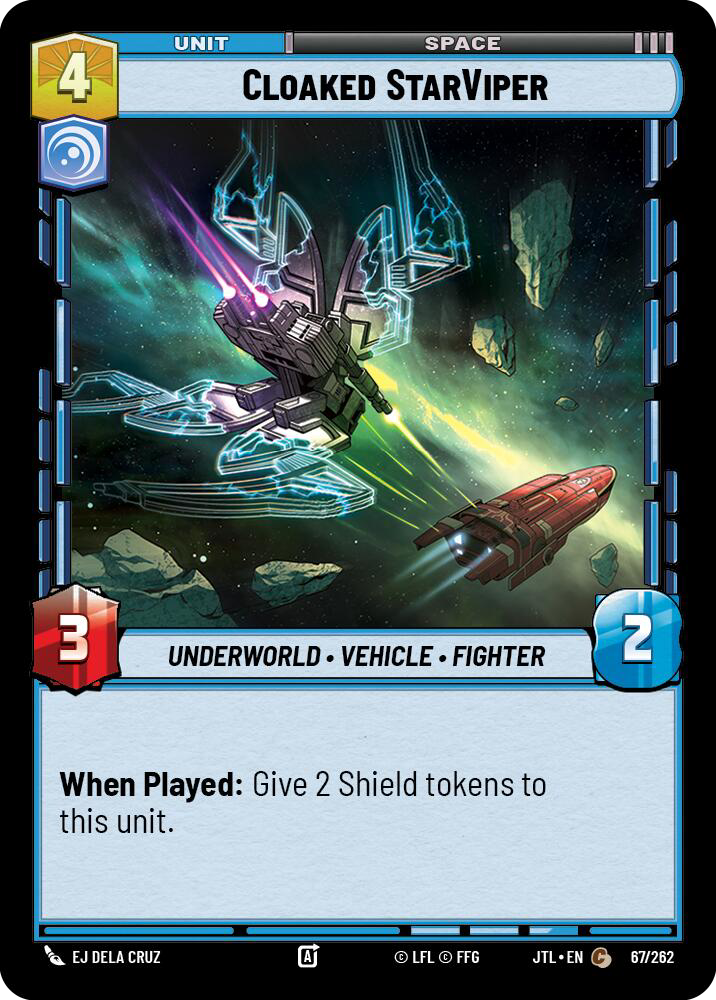 UNIT SPACE
4 CLOAKED STARVIPER
3 UNDERWORLD • VEHICLE • FIGHTER 2
When Played: Give 2 Shield tokens to
this unit.
EJ DELA CRUZ A © LFL © FFG JTL • EN C 67/262